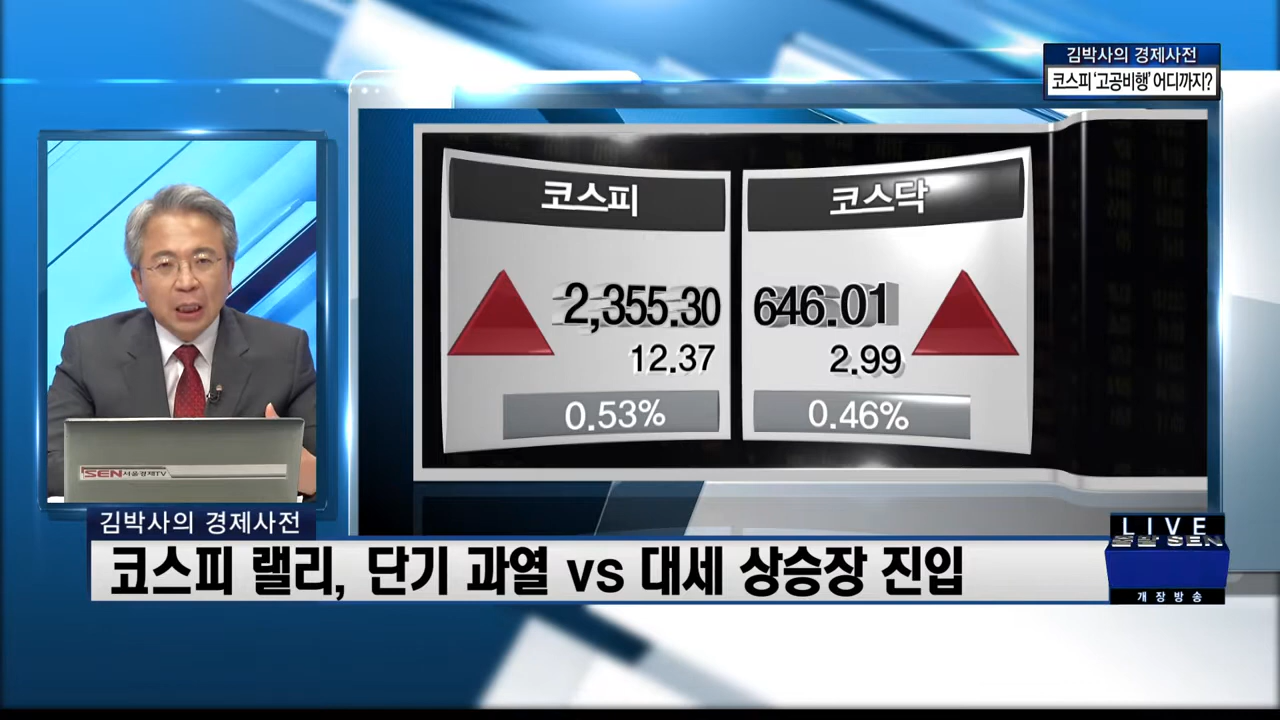 김박사의 경제사전
코스피 '고공비행' 어디까지?
코스피
2,355.30
12.37
0.53%
코스닥
646.01
2.99
0.46%
SEN 서울경제TV
김박사의 경제사전
코스피 랠리, 단기 과열 vs 대세 상승장 진입
LIVE
SEN
개장방송